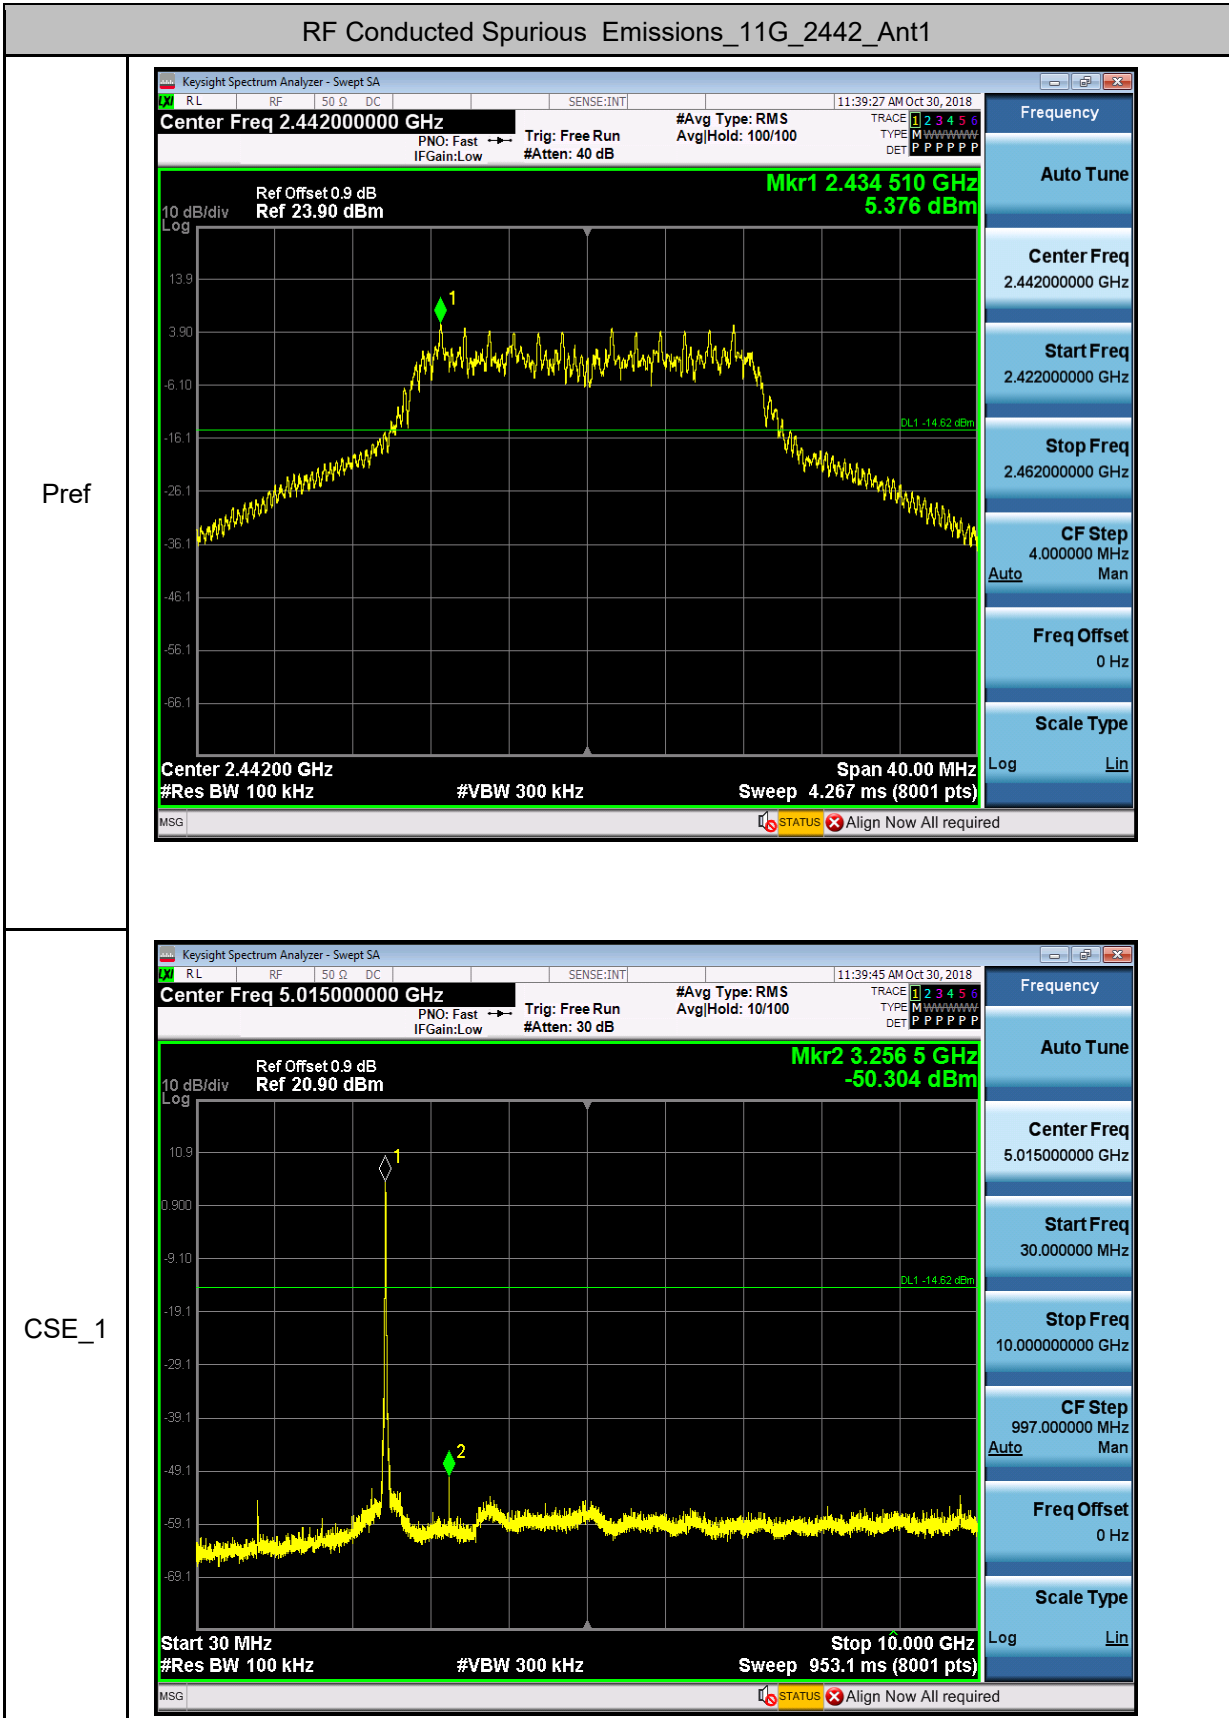 RF Conducted Spurious Emissions_11G_2442_Ant1
Pref
Keysight Spectrum Analyzer - Swept SA
LXI RL RF 50 Ω DC SENSE:INT 11:39:27 AM Oct 30, 2018
Center Freq 2.442000000 GHz
PNO: Fast
IFGain:Low
Trig: Free Run
#Atten: 40 dB
#Avg Type: RMS
Avg|Hold: 100/100
TRACE 1 2 3 4 5 6
TYPE M W W W W W
DET P P P P P P
Mkr1 2.434 510 GHz
5.376 dBm
Ref Offset 0.9 dB
10 dB/div Ref 23.90 dBm
Log
13.9
1
3.90
-6.10
DL1 -14.62 dBm
-16.1
-26.1
-36.1
-46.1
-56.1
-66.1
Center 2.44200 GHz Span 40.00 MHz
#Res BW 100 kHz #VBW 300 kHz Sweep 4.267 ms (8001 pts)
MSG STATUS Align Now All required
Frequency
Auto Tune
Center Freq
2.442000000 GHz
Start Freq
2.422000000 GHz
Stop Freq
2.462000000 GHz
CF Step
4.000000 MHz
Auto Man
Freq Offset
0 Hz
Scale Type
Log Lin
CSE_1
Keysight Spectrum Analyzer - Swept SA
LXI RL RF 50 Ω DC SENSE:INT 11:39:45 AM Oct 30, 2018
Center Freq 5.015000000 GHz
PNO: Fast
IFGain:Low
Trig: Free Run
#Atten: 30 dB
#Avg Type: RMS
Avg|Hold: 10/100
TRACE 1 2 3 4 5 6
TYPE M W W W W W
DET P P P P P P
Mkr2 3.256 5 GHz
-50.304 dBm
Ref Offset 0.9 dB
10 dB/div Ref 20.90 dBm
Log
10.9
1
0.900
-9.10
DL1 -14.62 dBm
-19.1
-29.1
-39.1
2
-49.1
-59.1
-69.1
Start 30 MHz Stop 10.000 GHz
#Res BW 100 kHz #VBW 300 kHz Sweep 953.1 ms (8001 pts)
MSG STATUS Align Now All required
Frequency
Auto Tune
Center Freq
5.015000000 GHz
Start Freq
30.000000 MHz
Stop Freq
10.000000000 GHz
CF Step
997.000000 MHz
Auto Man
Freq Offset
0 Hz
Scale Type
Log Lin